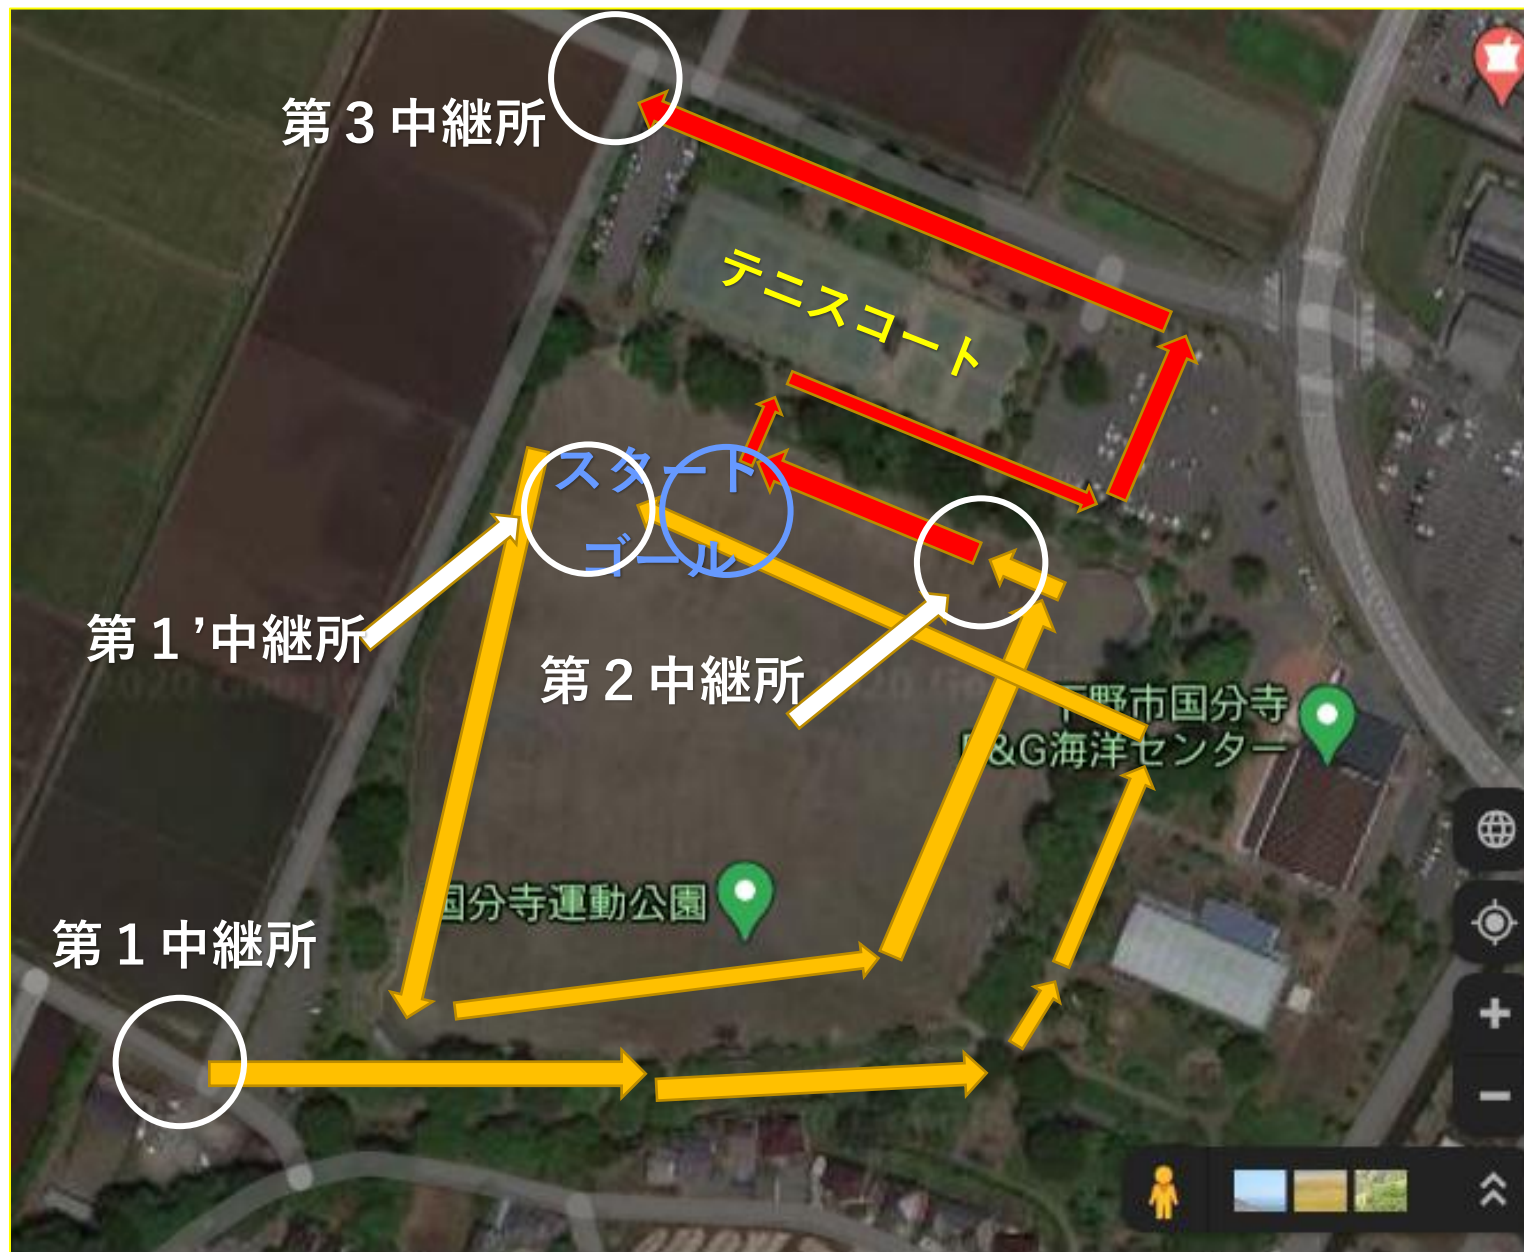 第３中継所
テニスコート
スタート
ゴール
第１’中継所
第２中継所
下野市国分寺
B&G海洋センター
国分寺運動公園
第１中継所